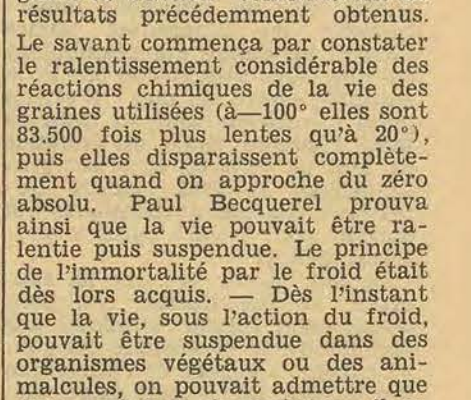 résultats précédemment obtenus.
Le savant commença par constater
le ralentissement considérable des
réactions chimiques de la vie des
graines utilisées (à—100° elles sont
83.500 fois plus lentes qu'à 20°),
puis elles disparaissent complète-
ment quand on approche du zéro
absolu. Paul Becquerel prouva
ainsi que la vie pouvait être ra-
lentie puis suspendue. Le principe
de l'immortalité par le froid était
dès lors acquis. — Dès l'instant
que la vie, sous l'action du froid,
pouvait être suspendue dans des
organismes végétaux ou des ani-
malcules, on pouvait admettre que